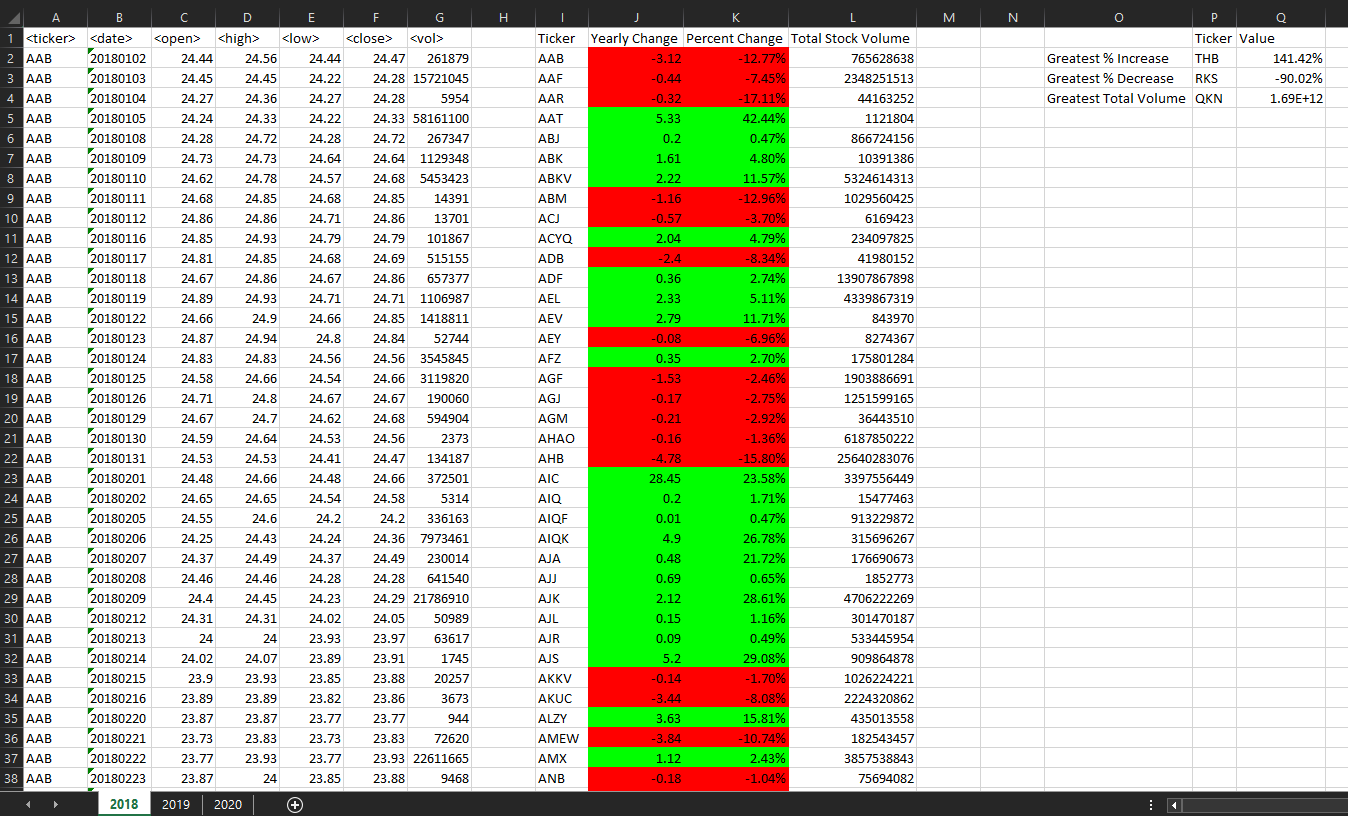 A B C D E F G H I J K L M N O P Q
1 <ticker> <date> <open> <high> <low> <close> <vol> Ticker Yearly Change Percent Change Total Stock Volume Ticker Value
2 AAB 20180102 24.44 24.56 24.44 24.47 261879 AAB -3.12 -12.77% 765628638 Greatest % Increase THB 141.42%
3 AAB 20180103 24.45 24.45 24.22 24.28 15721045 AAF -0.44 -7.45% 2348251513 Greatest % Decrease RKS -90.02%
4 AAB 20180104 24.27 24.36 24.27 24.28 5954 AAR -0.32 -17.11% 44163252 Greatest Total Volume QKN 1.69E+12
5 AAB 20180105 24.24 24.33 24.22 24.33 58161100 AAT 5.33 42.44% 1121804
6 AAB 20180108 24.28 24.72 24.28 24.72 267347 ABJ 0.2 0.47% 866724156
7 AAB 20180109 24.73 24.73 24.64 24.64 1129348 ABK 1.61 4.80% 10391386
8 AAB 20180110 24.62 24.78 24.57 24.68 5453423 ABKV 2.22 11.57% 5324614313
9 AAB 20180111 24.68 24.85 24.68 24.85 14391 ABM -1.16 -12.96% 1029560425
10 AAB 20180112 24.86 24.86 24.71 24.86 13701 ACJ -0.57 -3.70% 6169423
11 AAB 20180116 24.85 24.93 24.79 24.79 101867 ACYQ 2.04 4.79% 234097825
12 AAB 20180117 24.81 24.85 24.68 24.69 515155 ADB -2.4 -8.34% 41980152
13 AAB 20180118 24.67 24.86 24.67 24.86 657377 ADF 0.36 2.74% 13907867898
14 AAB 20180119 24.89 24.93 24.71 24.71 1106987 AEL 2.33 5.11% 4339867319
15 AAB 20180122 24.66 24.9 24.66 24.85 1418811 AEV 2.79 11.71% 843970
16 AAB 20180123 24.87 24.94 24.8 24.84 52744 AEY -0.08 -6.96% 8274367
17 AAB 20180124 24.83 24.83 24.56 24.56 3545845 AFZ 0.35 2.70% 175801284
18 AAB 20180125 24.58 24.66 24.54 24.66 3119820 AGF -1.53 -2.46% 1903886691
19 AAB 20180126 24.71 24.8 24.67 24.67 190060 AGJ -0.17 -2.75% 1251599165
20 AAB 20180129 24.67 24.7 24.62 24.68 594904 AGM -0.21 -2.92% 36443510
21 AAB 20180130 24.59 24.64 24.53 24.56 2373 AHAO -0.16 -1.36% 6187850222
22 AAB 20180131 24.53 24.53 24.41 24.47 134187 AHB -4.78 -15.80% 25640283076
23 AAB 20180201 24.48 24.66 24.48 24.66 372501 AIC 28.45 23.58% 3397556449
24 AAB 20180202 24.65 24.65 24.54 24.58 5314 AIQ 0.2 1.71% 15477463
25 AAB 20180205 24.55 24.6 24.2 24.2 336163 AIQF 0.01 0.47% 913229872
26 AAB 20180206 24.25 24.43 24.24 24.36 7973461 AIQK 4.9 26.78% 315696267
27 AAB 20180207 24.37 24.49 24.37 24.49 230014 AJA 0.48 21.72% 176690673
28 AAB 20180208 24.46 24.46 24.28 24.28 641540 AJJ 0.69 0.65% 1852773
29 AAB 20180209 24.4 24.45 24.23 24.29 21786910 AJK 2.12 28.61% 4706222269
30 AAB 20180212 24.31 24.31 24.02 24.05 50989 AJL 0.15 1.16% 301470187
31 AAB 20180213 24 24 23.93 23.97 63617 AJR 0.09 0.49% 533445954
32 AAB 20180214 24.02 24.07 23.89 23.91 1745 AJS 5.2 29.08% 909864878
33 AAB 20180215 23.9 23.93 23.85 23.88 20257 AKKV -0.14 -1.70% 1026224221
34 AAB 20180216 23.89 23.89 23.82 23.86 3673 AKUC -3.44 -8.08% 2224320862
35 AAB 20180220 23.87 23.87 23.77 23.77 944 ALZY 3.63 15.81% 435013558
36 AAB 20180221 23.73 23.83 23.73 23.83 72620 AMEW -3.84 -10.74% 182543457
37 AAB 20180222 23.77 23.93 23.77 23.93 22611665 AMX 1.12 2.43% 3857538843
38 AAB 20180223 23.87 24 23.85 23.88 9468 ANB -0.18 -1.04% 75694082
2018 2019 2020